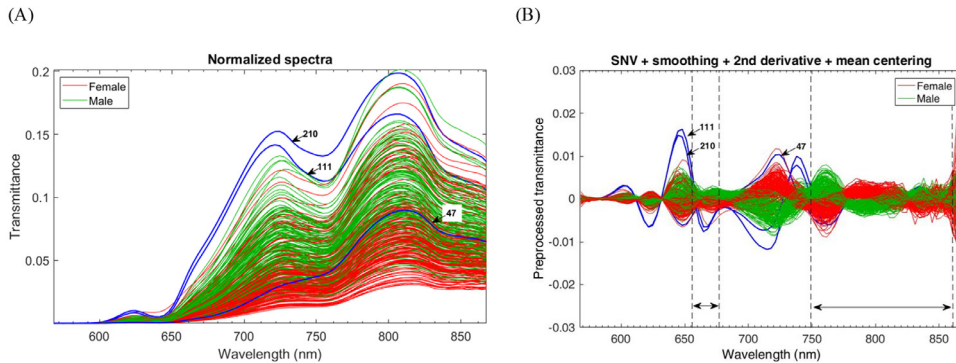 (A)
Normalized spectra
Female
Male
210
111
47
0.2
0.15
0.1
0.05
600
650
700
750
800
850
Transmittance
Wavelength (nm)
(B)
SNV + smoothing + 2nd derivative + mean centering
Female
Male
111
210
47
0.03
0.02
0.01
0
-0.01
-0.02
-0.03
600
650
700
750
800
850
Preprocessed transmittance
Wavelength (nm)